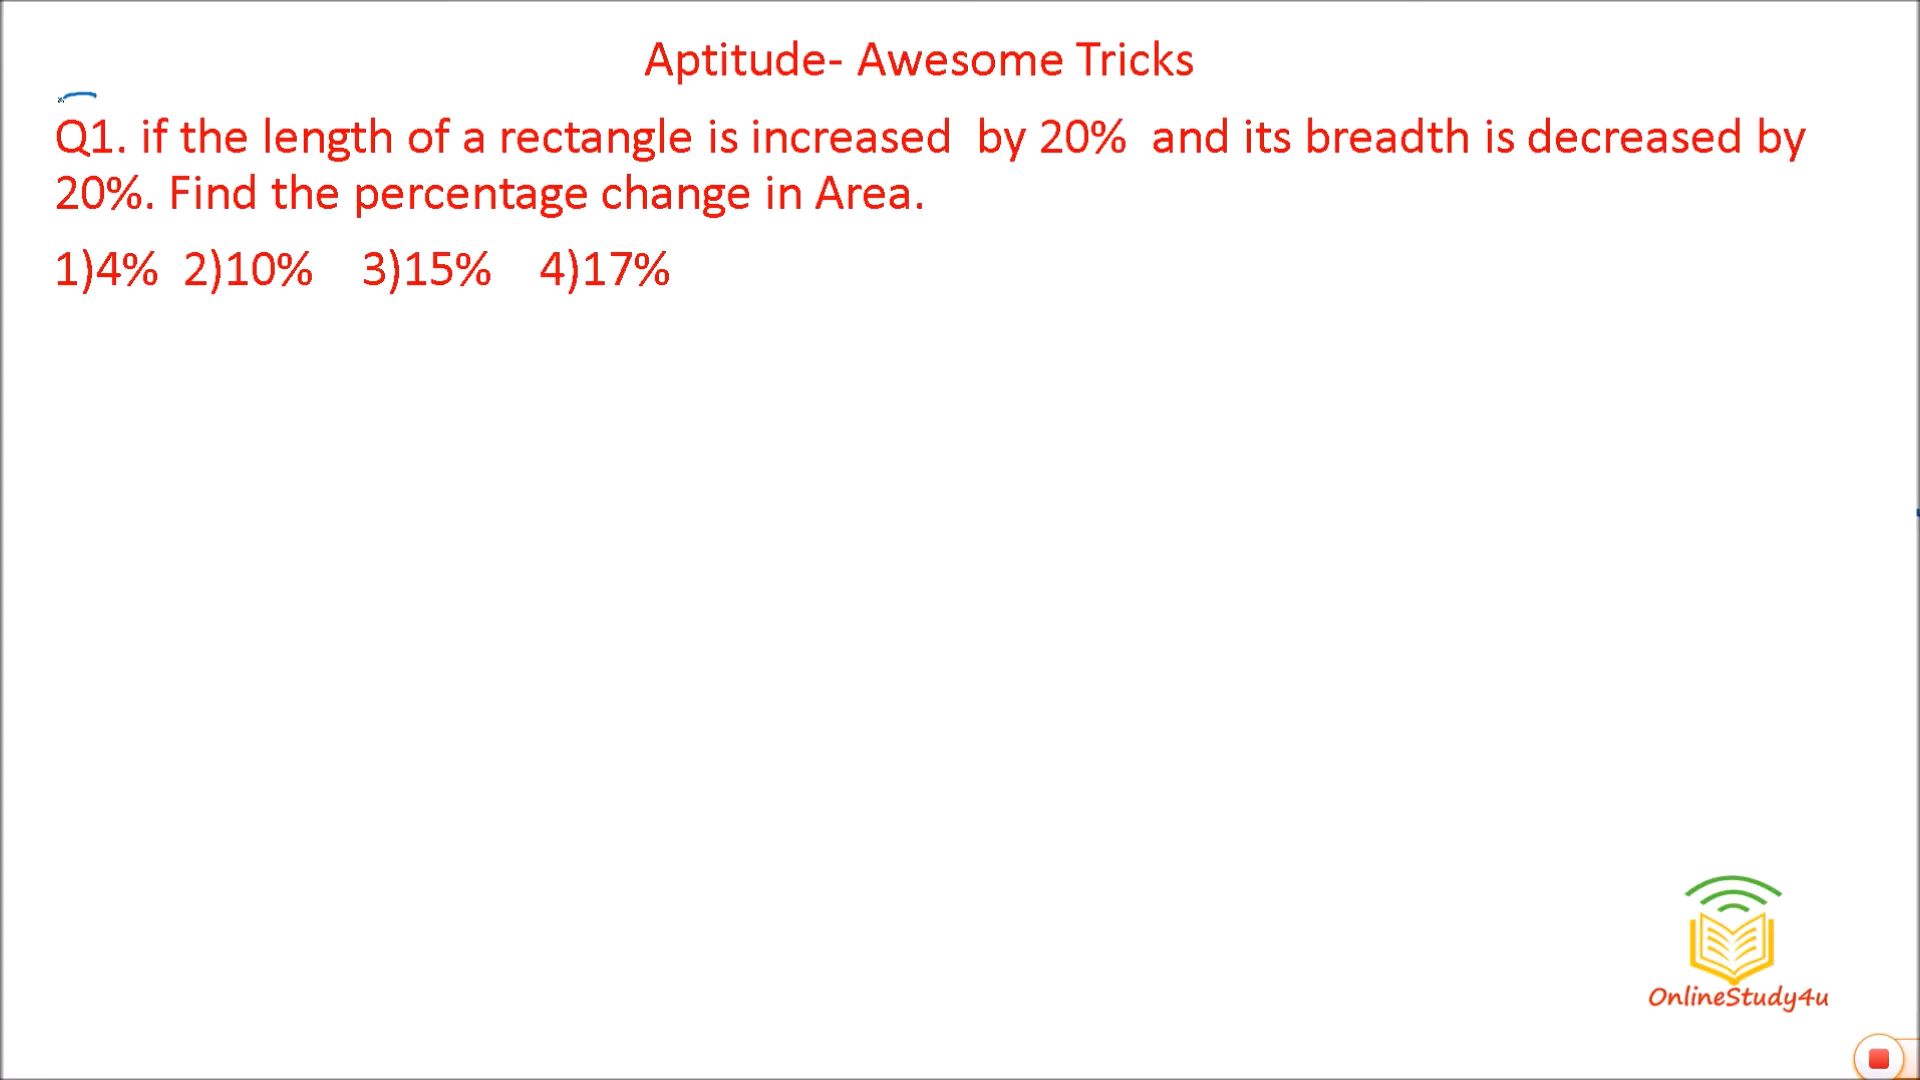 Aptitude- Awesome Tricks
Q1. if the length of a rectangle is increased by 20% and its breadth is decreased by
20%. Find the percentage change in Area.
1)4% 2)10% 3)15% 4)17%
OnlineStudy4u